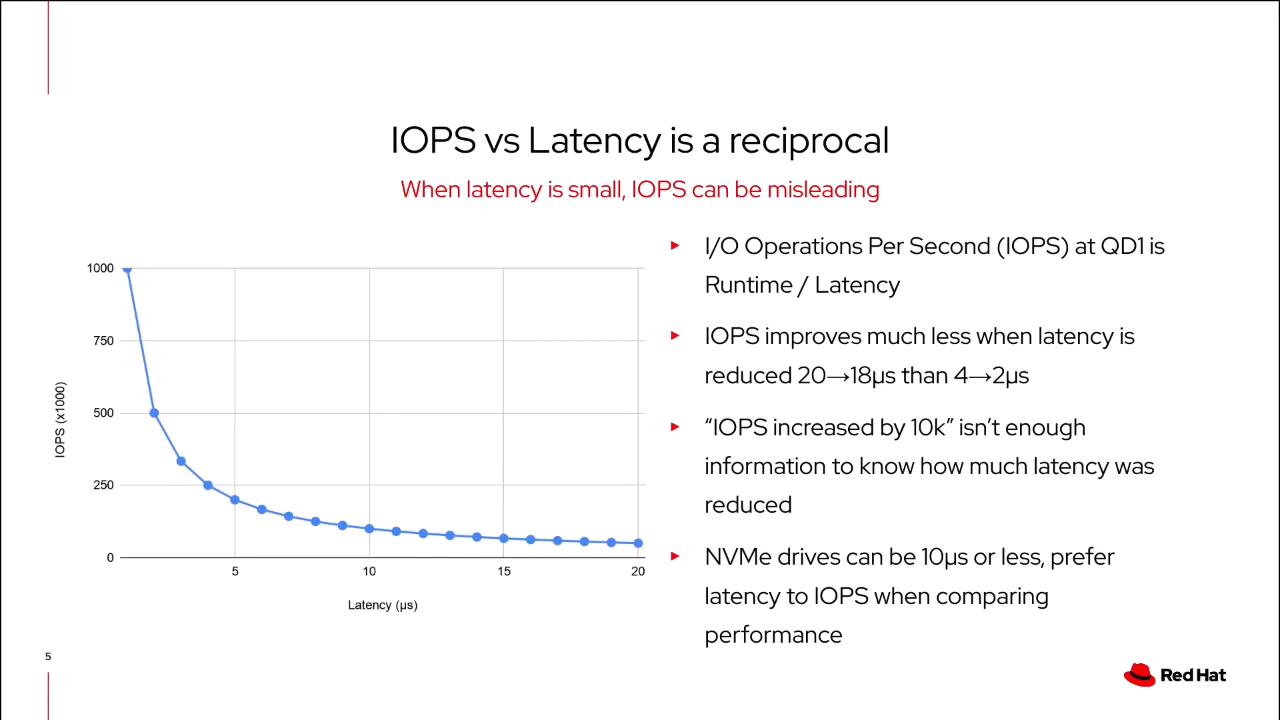 IOPS vs Latency is a reciprocal
When latency is small, IOPS can be misleading
1000
750
500
250
0
IOPS (x1000)
5
10
15
20
Latency (μs)
I/O Operations Per Second (IOPS) at QD1 is
Runtime / Latency
IOPS improves much less when latency is
reduced 20→18μs than 4→2μs
“IOPS increased by 10k” isn’t enough
information to know how much latency was
reduced
NVMe drives can be 10μs or less, prefer
latency to IOPS when comparing
performance
5
Red Hat